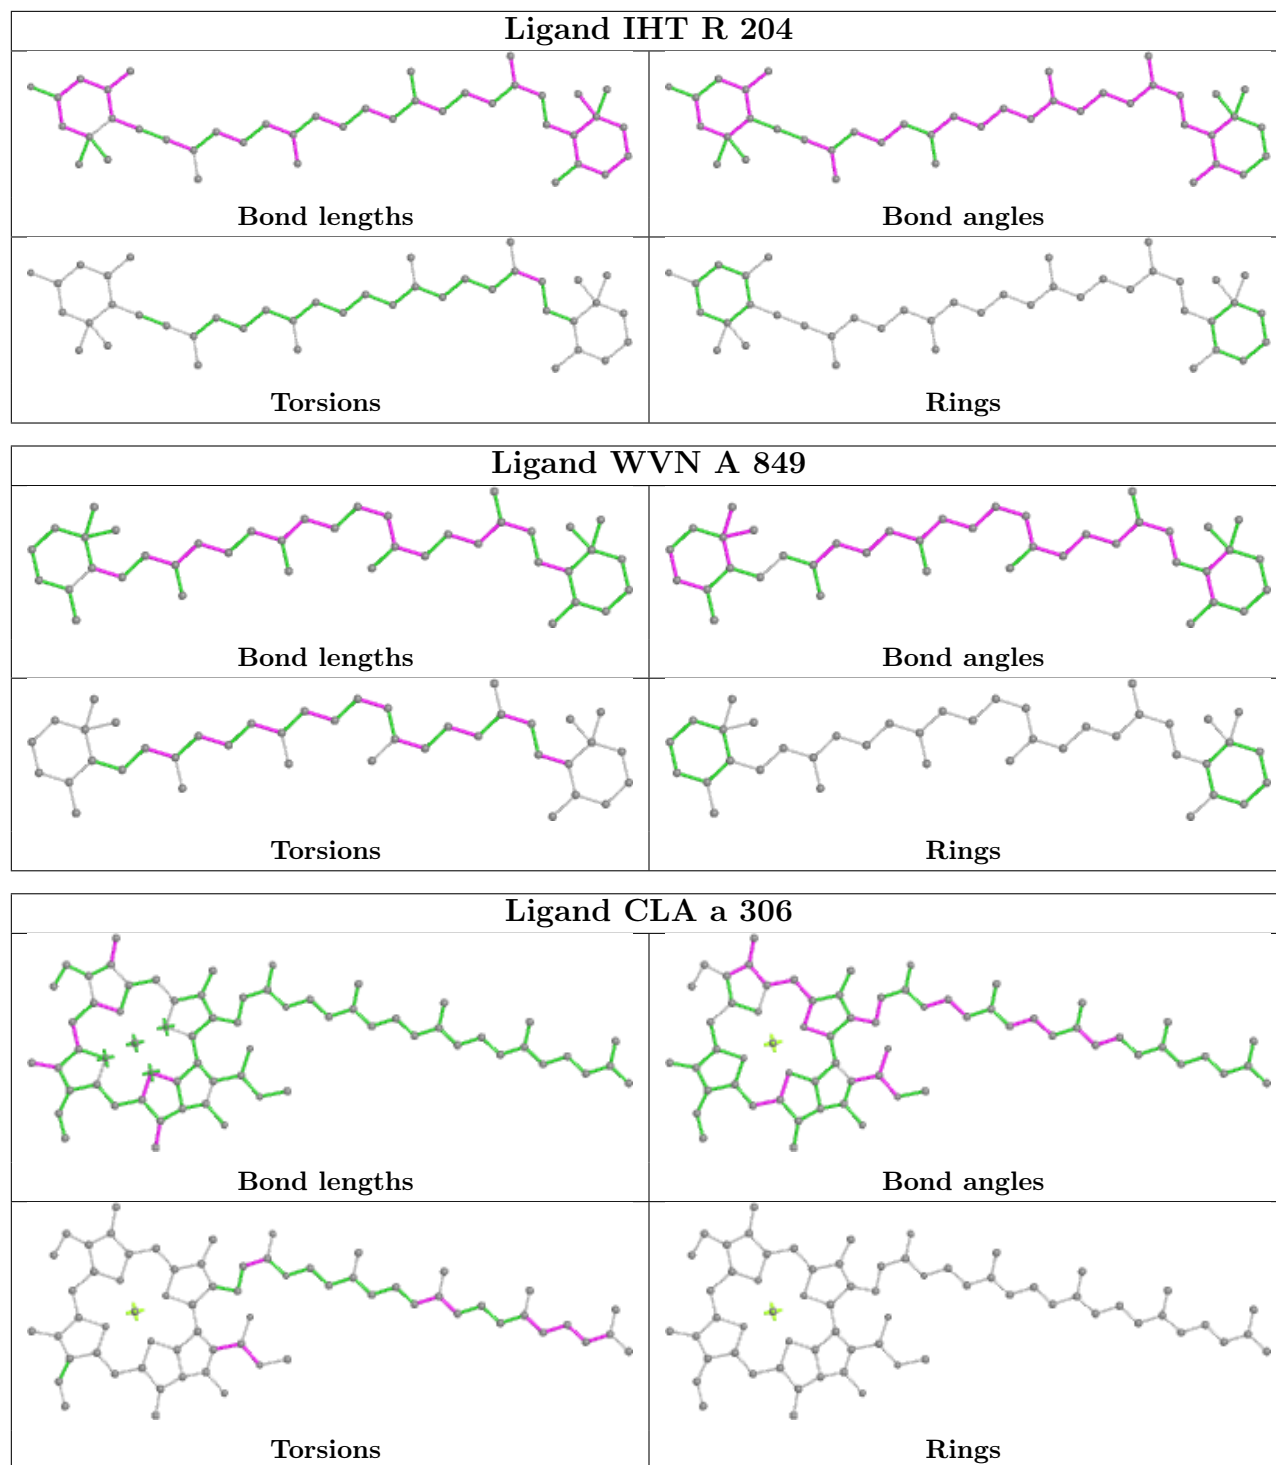 Ligand IHT R 204
Bond lengths
Bond angles
Torsions
Rings
Ligand WVN A 849
Bond lengths
Bond angles
Torsions
Rings
Ligand CLA a 306
Bond lengths
Bond angles
Torsions
Rings